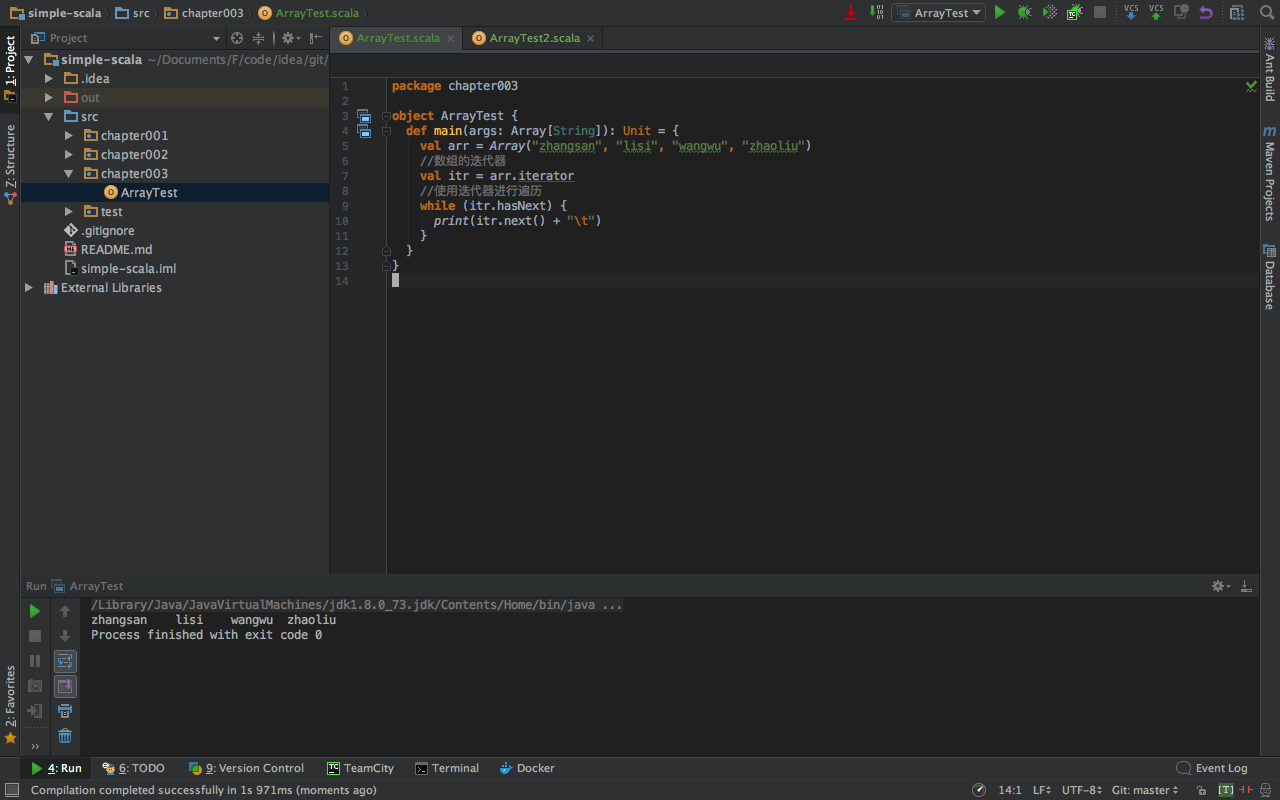 simple-scala src chapter003 ArrayTest.scala ArrayTest VCS VCS
1: Project
Z: Structure
2: Favorites
Project
simple-scala ~/Documents/F/code/idea/git/
.idea
out
src
chapter001
chapter002
chapter003
ArrayTest
test
.gitignore
README.md
simple-scala.iml
External Libraries
ArrayTest.scala ArrayTest2.scala
1 package chapter003
2
3 object ArrayTest {
4 def main(args: Array[String]): Unit = {
5 val arr = Array("zhangsan", "lisi", "wangwu", "zhaoliu")
6 //数组的迭代器
7 val itr = arr.iterator
8 //使用迭代器进行遍历
9 while (itr.hasNext) {
10 print(itr.next() + "\t")
11 }
12 }
13 }
14
Ant Build
Maven Projects
Database
Run ArrayTest
/Library/Java/JavaVirtualMachines/jdk1.8.0_73.jdk/Contents/Home/bin/java ...
zhangsan lisi wangwu zhaoliu
Process finished with exit code 0
4: Run 6: TODO 9: Version Control TC TeamCity Terminal Docker Event Log
Compilation completed successfully in 1s 971ms (moments ago) 14:1 LF UTF-8 Git: master [T]